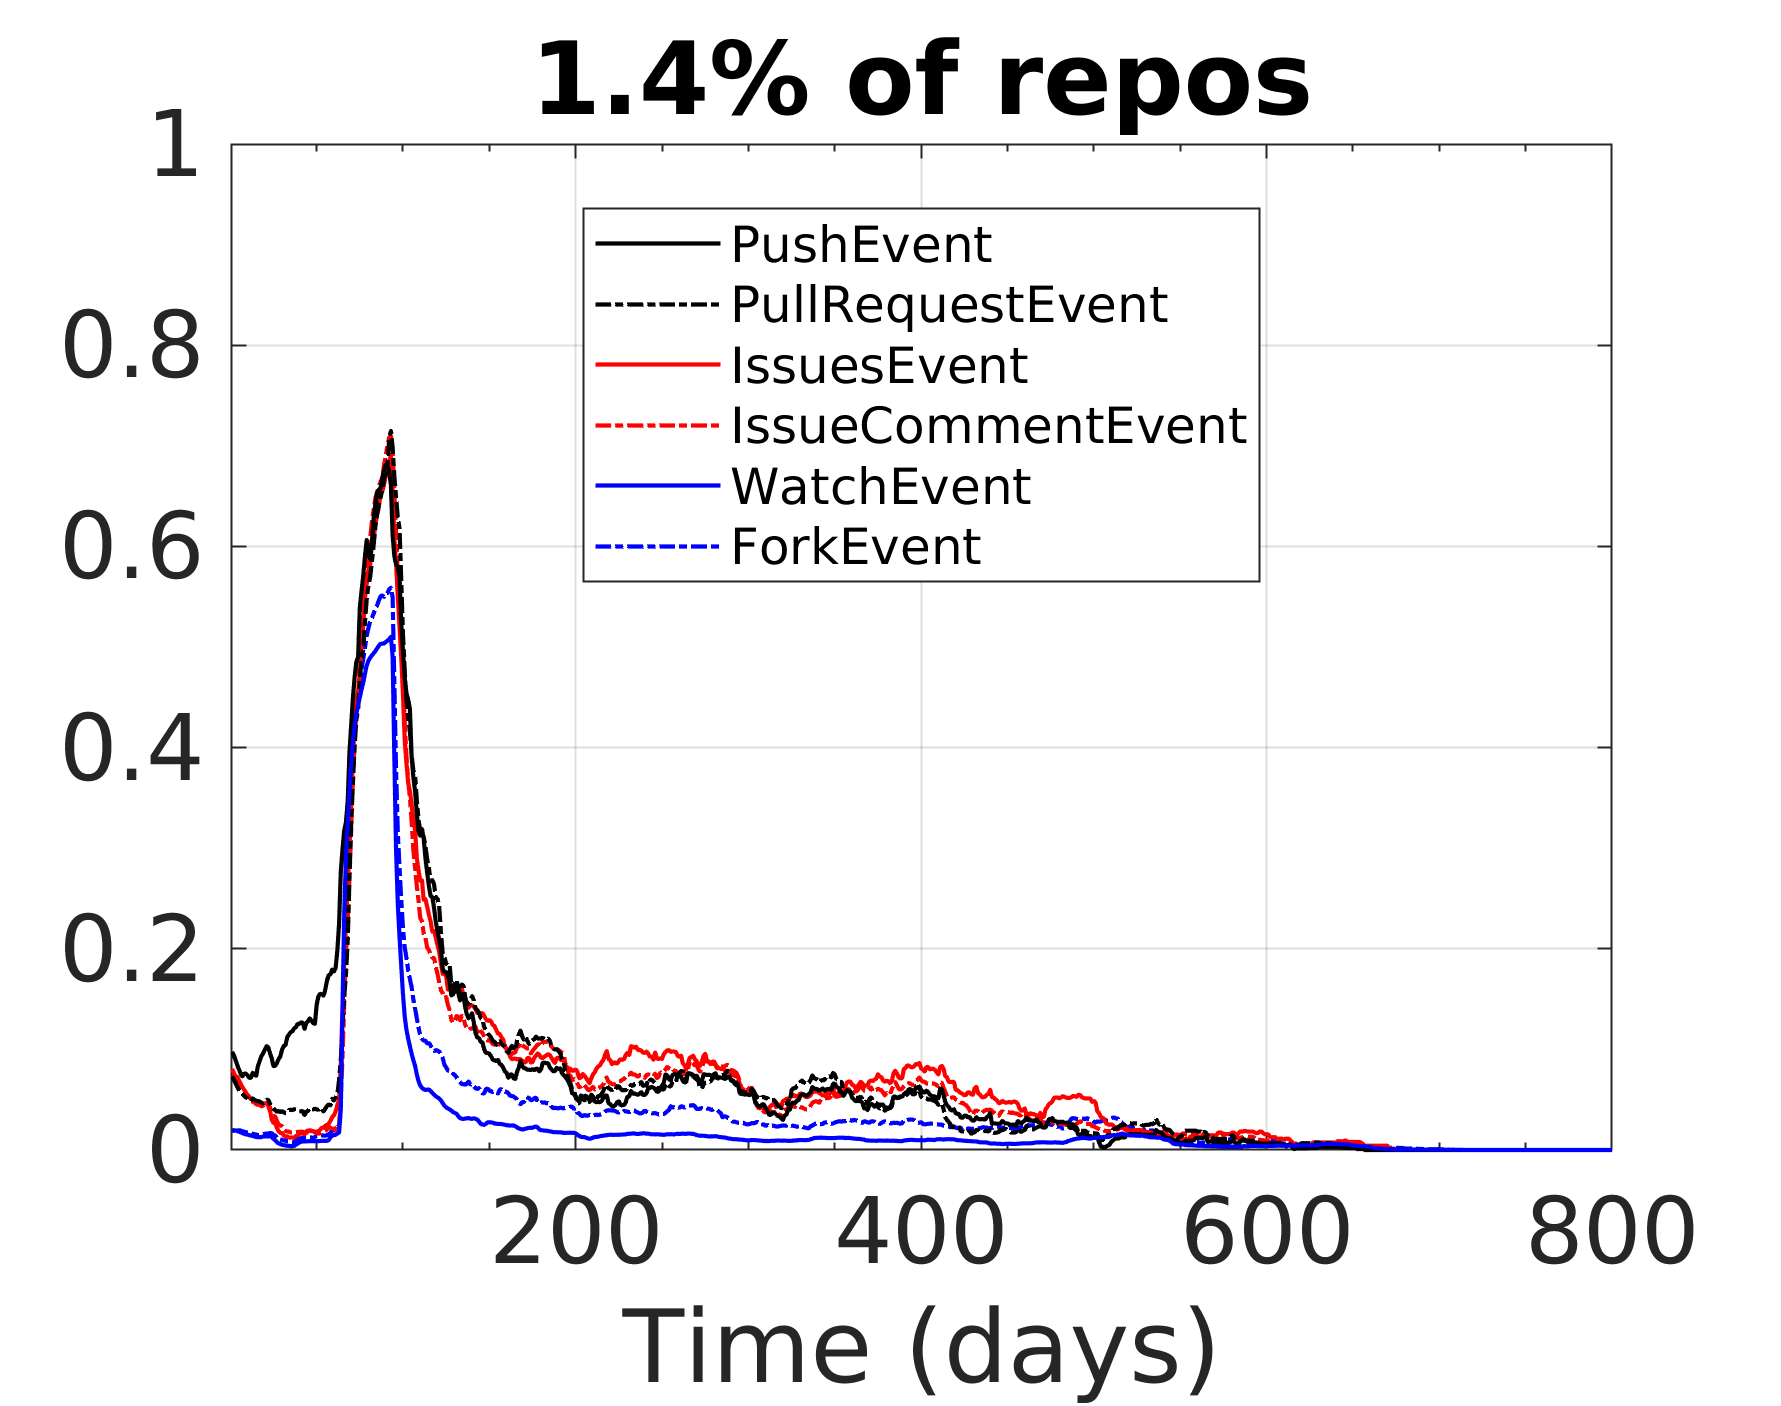 1.4% of repos
1
0.8
0.6
0.4
0.2
0
PushEvent
PullRequestEvent
IssuesEvent
IssueCommentEvent
WatchEvent
ForkEvent
200 400 600 800
Time (days)